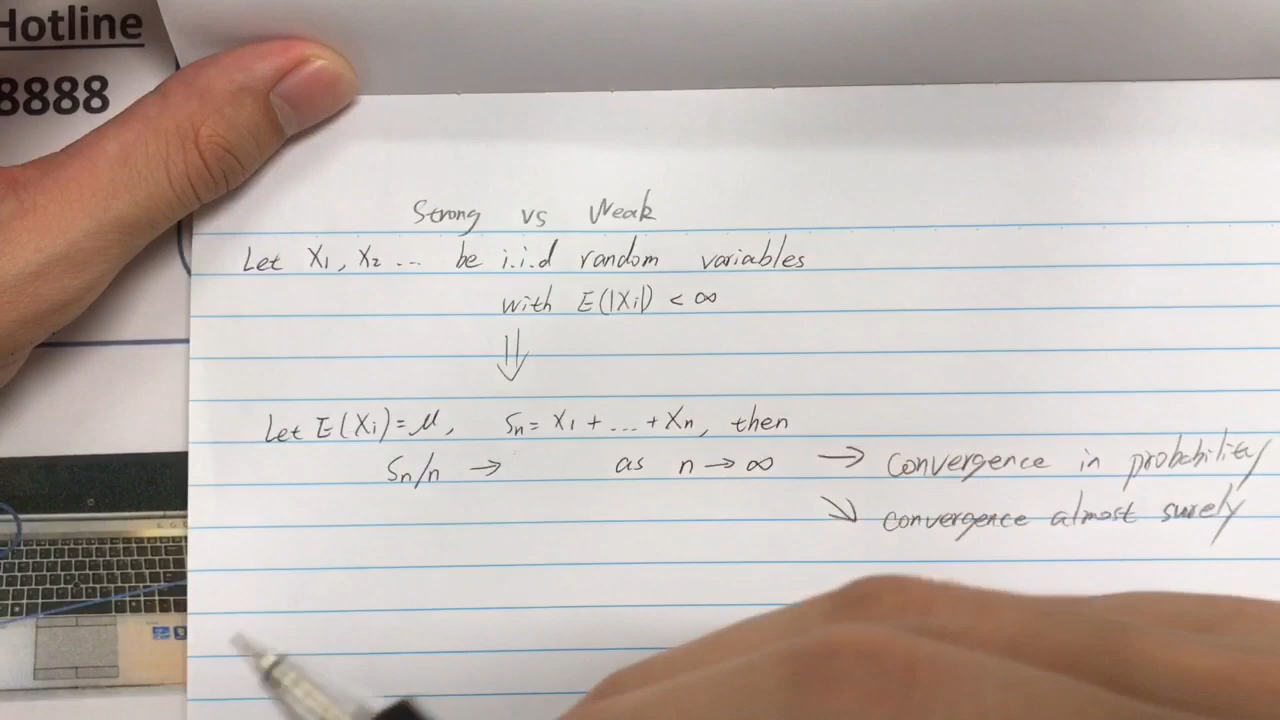 Hotline
8888
Strong vs Weak
Let X₁, X₂ ... be i.i.d random variables
with E(|Xi|) < ∞
⇓
Let E(Xi) = μ, Sn = X₁ + ... + Xn, then
Sn/n → as n → ∞ → convergence in probability
↘ convergence almost surely